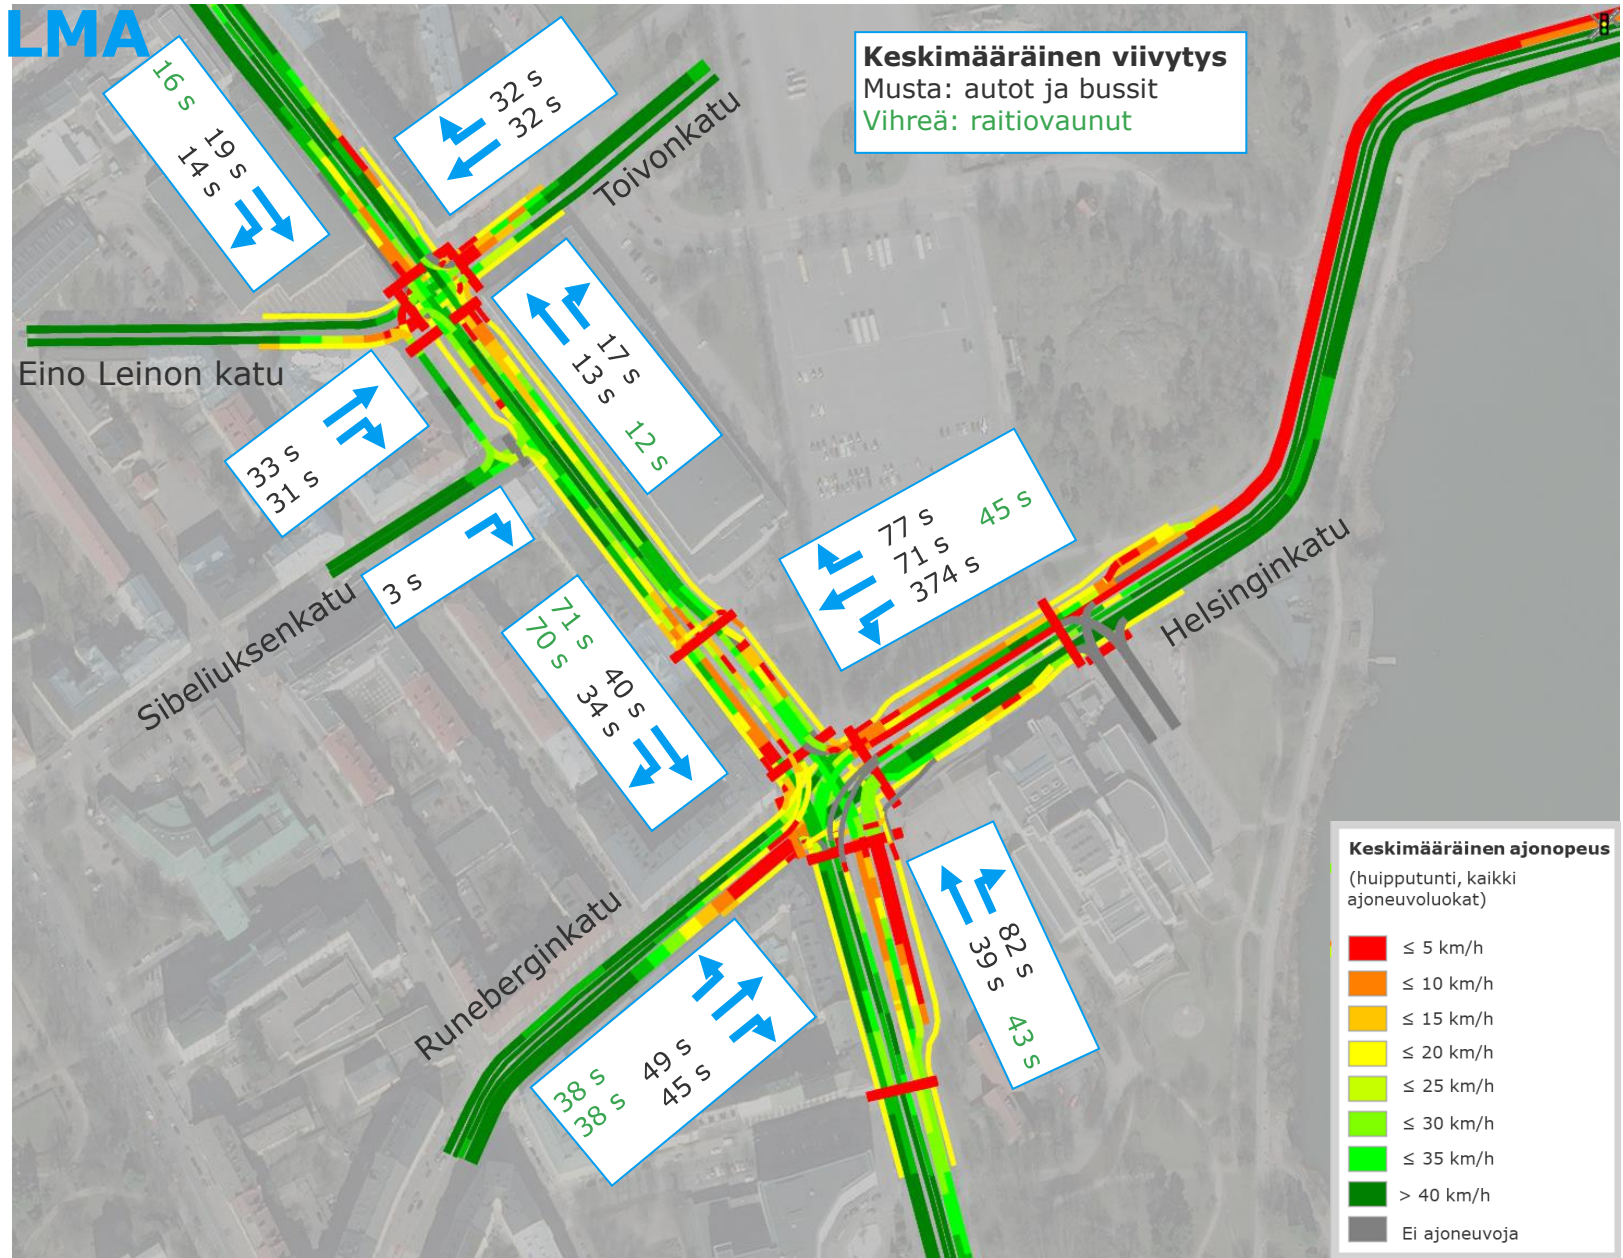 LMA
Keskimääräinen viivytys
Musta: autot ja bussit
Vihreä: raitiovaunut
16 s
19 s
14 s
32 s
32 s
Toivonkatu
17 s
13 s
12 s
Eino Leinon katu
33 s
31 s
3 s
Sibeliuksenkatu
71 s
70 s
40 s
34 s
77 s
71 s
374 s
45 s
Helsinginkatu
82 s
39 s
43 s
Runeberginkatu
38 s
38 s
49 s
45 s
Keskimääräinen ajonopeus
(huipputunti, kaikki
ajoneuvoluokat)
≤ 5 km/h
≤ 10 km/h
≤ 15 km/h
≤ 20 km/h
≤ 25 km/h
≤ 30 km/h
≤ 35 km/h
> 40 km/h
Ei ajoneuvoja